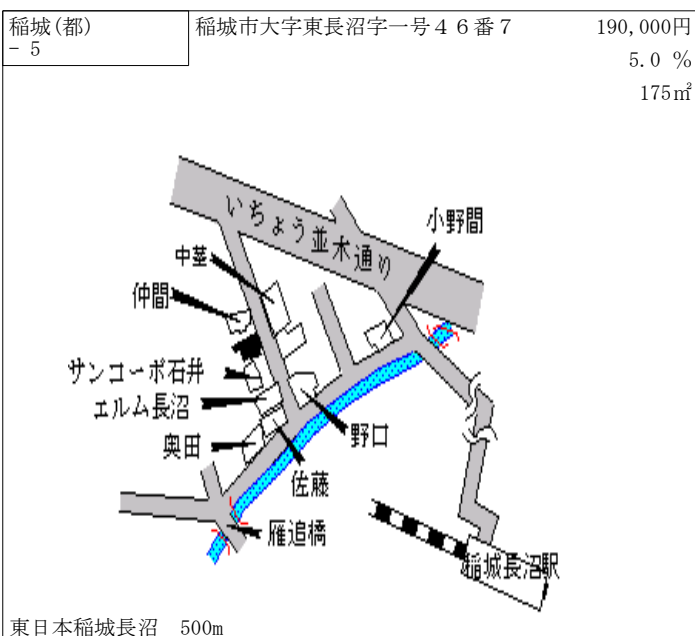 稲城(都)
- 5
稲城市大字東長沼字一号46番7
190,000円
5.0 %
175㎡
いちょう並木通り
小野間
中茎
仲間
サンコーポ石井
エルム長沼
奥田
野口
佐藤
雁追橋
稲城長沼駅
東日本稲城長沼 500m